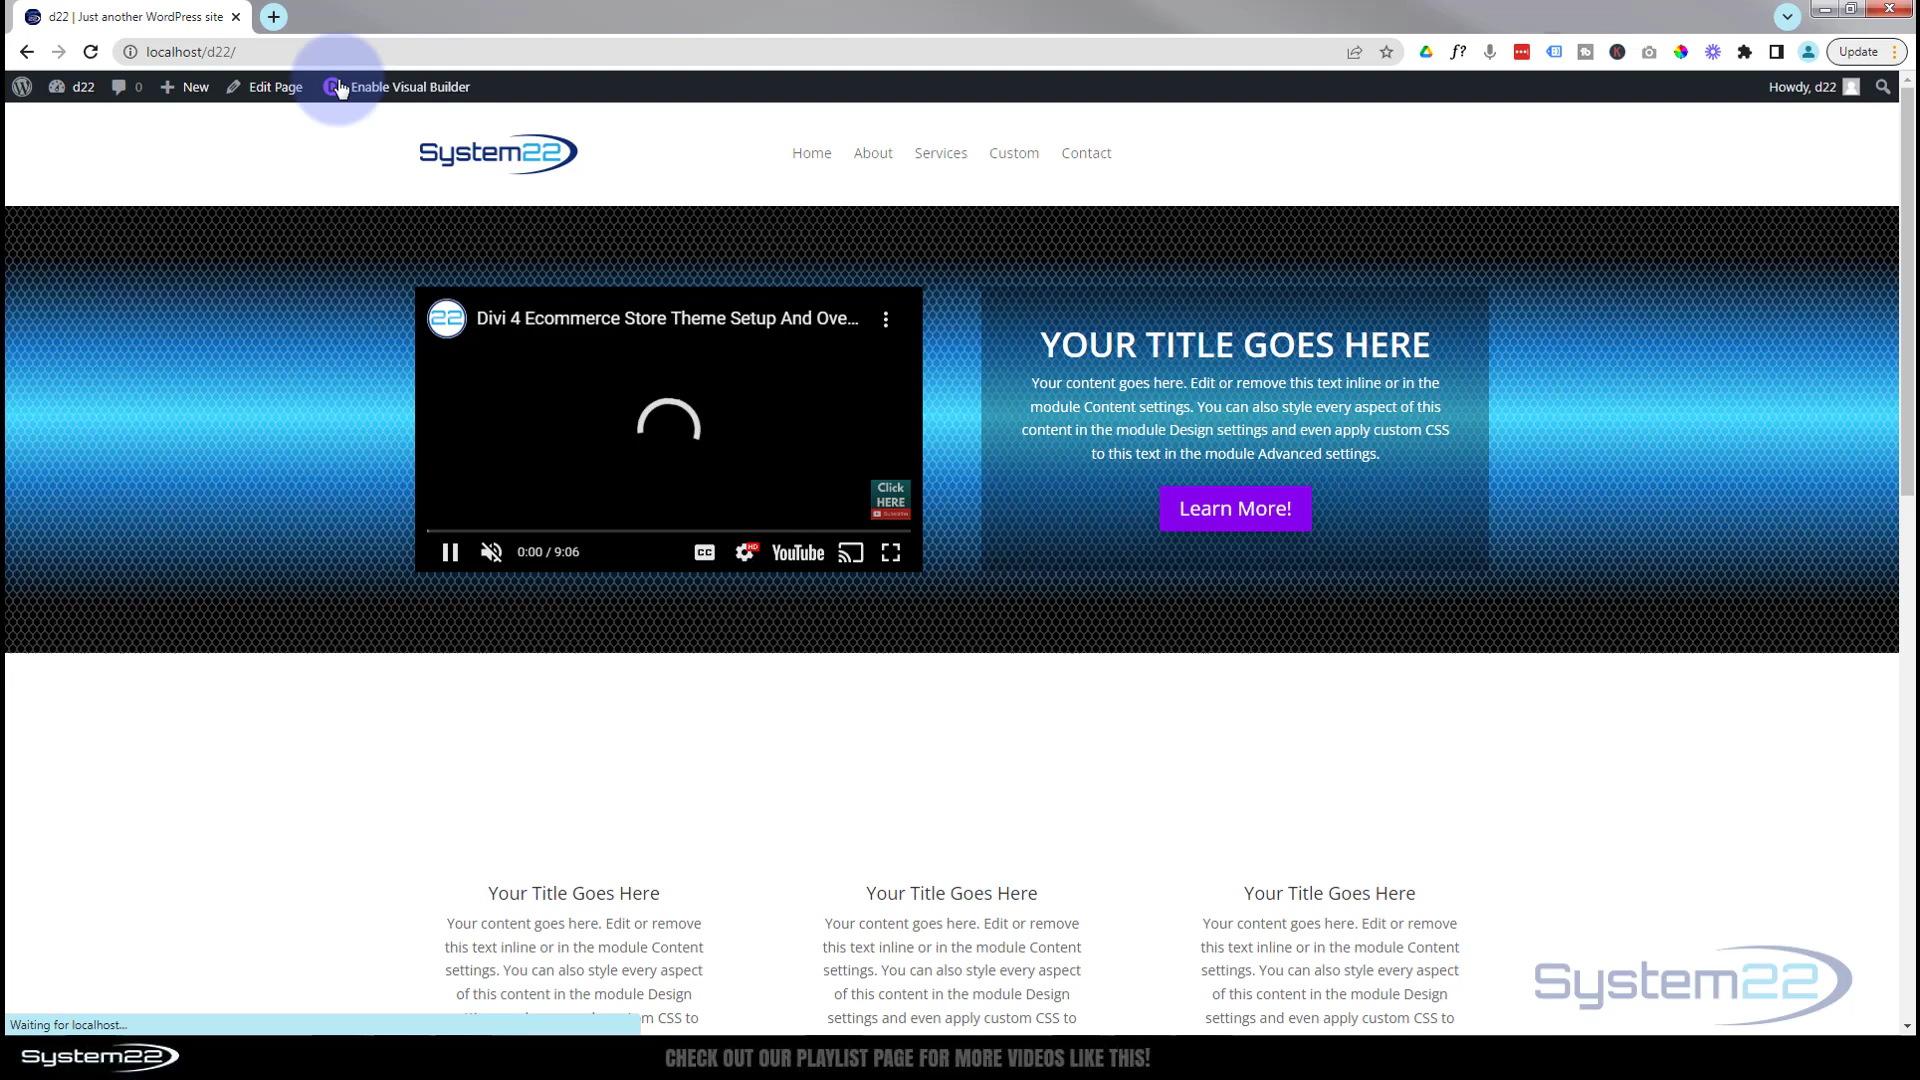 d22 | Just another WordPress site
localhost/d22/
Update
d22
0
New
Edit Page
Enable Visual Builder
Howdy, d22
System22
Home
About
Services
Custom
Contact
22
Divi 4 Ecommerce Store Theme Setup And Ove...
Click
HERE
Subscribe
0:00 / 9:06
CC
HD
YouTube
YOUR TITLE GOES HERE
Your content goes here. Edit or remove this text inline or in the
module Content settings. You can also style every aspect of this
content in the module Design settings and even apply custom CSS
to this text in the module Advanced settings.
Learn More!
Your Title Goes Here
Your content goes here. Edit or remove
this text inline or in the module Content
settings. You can also style every aspect
of this content in the module Design
m CSS to
Your Title Goes Here
Your content goes here. Edit or remove
this text inline or in the module Content
settings. You can also style every aspect
of this content in the module Design
settings and even apply custom CSS to
Your Title Goes Here
Your content goes here. Edit or remove
this text inline or in the module Content
settings. You can also style every aspect
of this content in the module Design
settings and even apply custom CSS to
System22
Waiting for localhost...
System22
CHECK OUT OUR PLAYLIST PAGE FOR MORE VIDEOS LIKE THIS!